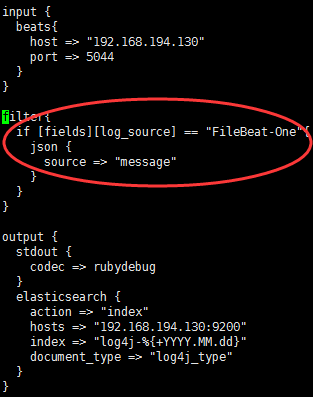 input {
  beats{
    host => "192.168.194.130"
    port => 5044
  }
}
filter{
  if [fields][log_source] == "FileBeat-One"{
    json {
      source => "message"
    }
  }
}
output {
  stdout {
    codec => rubydebug
  }
  elasticsearch {
    action => "index"
    hosts => "192.168.194.130:9200"
    index => "log4j-%{+YYYY.MM.dd}"
    document_type => "log4j_type"
  }
}